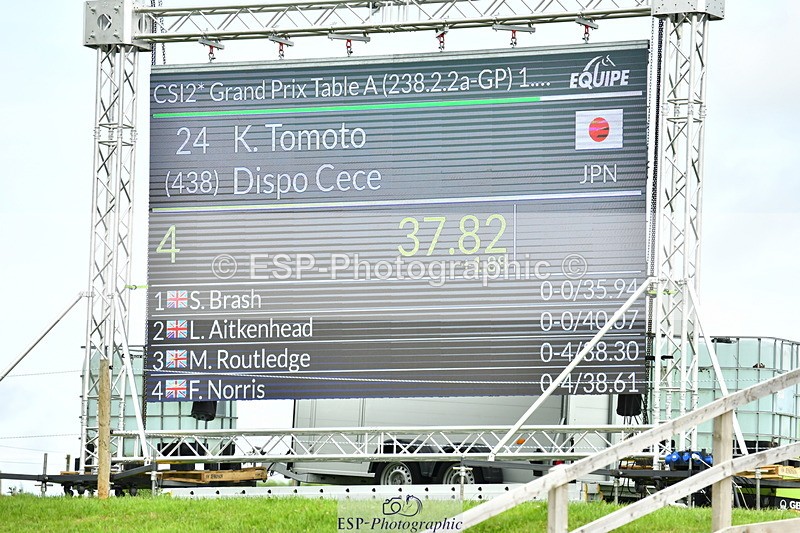 CSI2* Grand Prix Table A (238.2.2a-GP) 1....
EQUIPE
24 K. Tomoto
(438) Dispo Cece
JPN
4 37.82
© ESP-Photographic ©
1 S. Brash 0-0/35.94
2 L. Aitkenhead 0-0/40.07
3 M. Routledge 0-4/38.30
4 F. Norris 0-4/38.61
ESP-Photographic